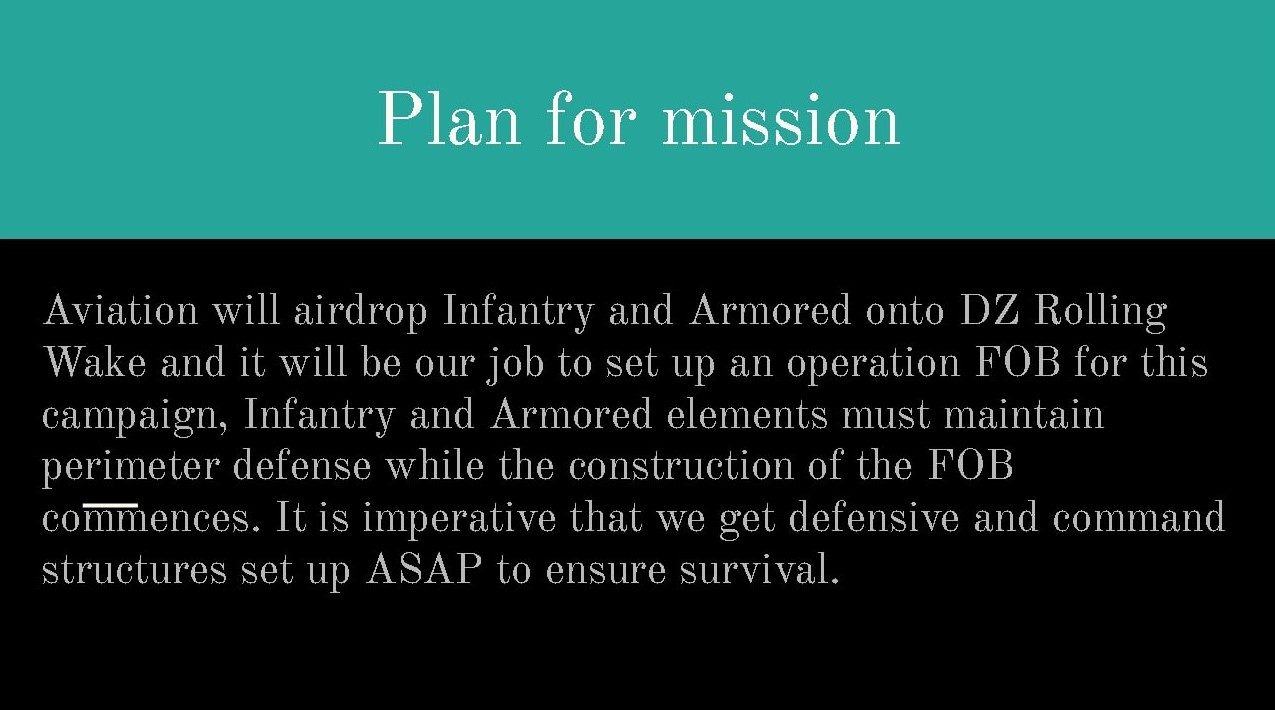 Plan for mission
Aviation will airdrop Infantry and Armored onto DZ Rolling
Wake and it will be our job to set up an operation FOB for this
campaign, Infantry and Armored elements must maintain
perimeter defense while the construction of the FOB
commences. It is imperative that we get defensive and command
structures set up ASAP to ensure survival.